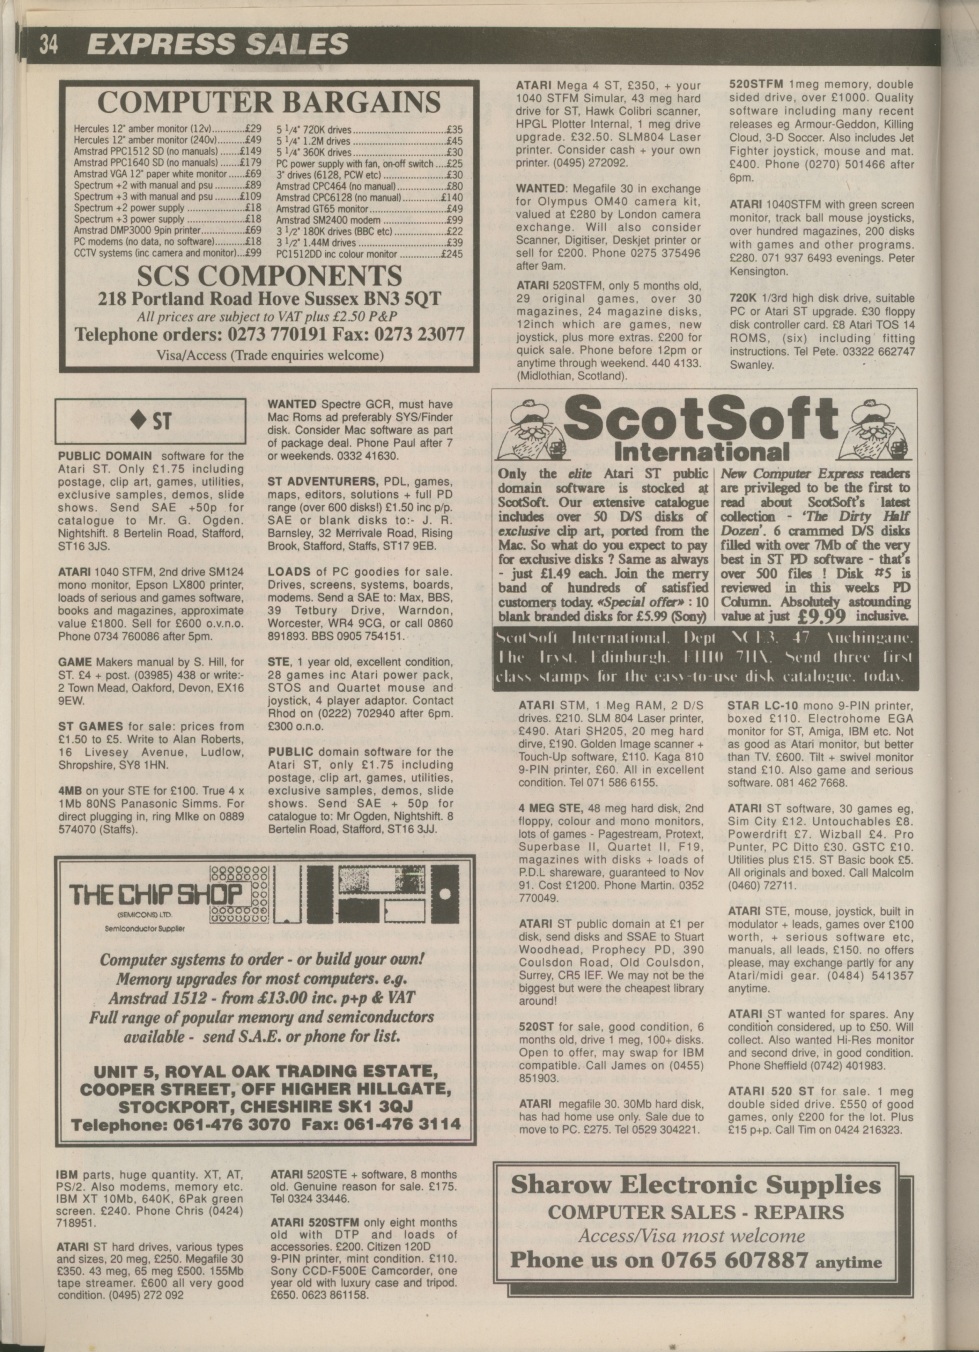 34 EXPRESS SALES
COMPUTER BARGAINS
Hercules 12" amber monitor (12v)............£29
Hercules 12" amber monitor (240v)...........£49
Amstrad PPC1512 SD (no manuals)......£149
Amstrad PPC1640 SD (no manuals)......£179
Amstrad VGA 12" paper white monitor....£69
Spectrum +2 with manual and psu........£89
Spectrum +3 with manual and psu.......£109
Spectrum +2 power supply....................£18
Spectrum +3 power supply....................£18
Amstrad DMP3000 9pin printer..............£69
PC modems (no data, no software)..........£18
CCTV systems (inc camera and monitor)...£99
5 1/4" 720K drives...............................£35
5 1/4" 1.2M drives...............................£45
5 1/4" 360K drives...............................£30
PC power supply with fan, on-off switch....£25
3" drives (6128, PCW etc)....................£30
Amstrad CPC464 (no manual)................£80
Amstrad CPC6128 (no manual)............£140
Amstrad GT65 monitor.........................£49
Amstrad SM2400 modem.....................£99
3 1/2" 180K drives (BBC etc)................£22
3 1/2" 1.44M drives............................£39
PC1512DD inc colour monitor..............£245
SCS COMPONENTS
218 Portland Road Hove Sussex BN3 5QT
All prices are subject to VAT plus £2.50 P&P
Telephone orders: 0273 770191 Fax: 0273 23077
Visa/Access (Trade enquiries welcome)
♦ ST
PUBLIC DOMAIN software for the
Atari ST. Only £1.75 including
postage, clip art, games, utilities,
exclusive samples, demos, slide
shows. Send SAE +50p for
catalogue to Mr. G. Ogden.
Nightshift. 8 Bertelin Road, Stafford,
ST16 3JS.
ATARI 1040 STFM, 2nd drive SM124
mono monitor, Epson LX800 printer,
loads of serious and games software,
books and magazines, approximate
value £1800. Sell for £600 o.v.n.o.
Phone 0734 760086 after 5pm.
GAME Makers manual by S. Hill, for
ST. £4 + post. (03985) 438 or write:-
2 Town Mead, Oakford, Devon, EX16
9EW.
ST GAMES for sale: prices from
£1.50 to £5. Write to Alan Roberts,
16 Livesey Avenue, Ludlow,
Shropshire, SY8 1HN.
4MB on your STE for £100. True 4 x
1Mb 80NS Panasonic Simms. For
direct plugging in, ring MIke on 0889
574070 (Staffs).
WANTED Spectre GCR, must have
Mac Roms ad preferably SYS/Finder
disk. Consider Mac software as part
of package deal. Phone Paul after 7
or weekends. 0332 41630.
ST ADVENTURERS, PDL, games,
maps, editors, solutions + full PD
range (over 600 disks!) £1.50 inc p/p.
SAE or blank disks to:- J. R.
Barnsley, 32 Merrivale Road, Rising
Brook, Stafford, Staffs, ST17 9EB.
LOADS of PC goodies for sale.
Drives, screens, systems, boards,
modems. Send a SAE to: Max, BBS,
39 Tetbury Drive, Warndon,
Worcester, WR4 9CG, or call 0860
891893. BBS 0905 754151.
STE, 1 year old, excellent condition,
28 games inc Atari power pack,
STOS and Quartet mouse and
joystick, 4 player adaptor. Contact
Rhod on (0222) 702940 after 6pm.
£300 o.n.o.
PUBLIC domain software for the
Atari ST, only £1.75 including
postage, clip art, games, utilities,
exclusive samples, demos, slide
shows. Send SAE + 50p for
catalogue to: Mr Ogden, Nightshift. 8
Bertelin Road, Stafford, ST16 3JJ.
THE CHIP SHOP
(SEMICONS) LTD.
Semiconductor Supplier
Computer systems to order - or build your own!
Memory upgrades for most computers. e.g.
Amstrad 1512 - from £13.00 inc. p+p & VAT
Full range of popular memory and semiconductors
available - send S.A.E. or phone for list.
UNIT 5, ROYAL OAK TRADING ESTATE,
COOPER STREET, OFF HIGHER HILLGATE,
STOCKPORT, CHESHIRE SK1 3QJ
Telephone: 061-476 3070 Fax: 061-476 3114
IBM parts, huge quantity. XT, AT,
PS/2. Also modems, memory etc.
IBM XT 10Mb, 640K, 6Pak green
screen. £240. Phone Chris (0424)
718951.
ATARI ST hard drives, various types
and sizes, 20 meg, £250. Megafile 30
£350. 43 meg, 65 meg £500. 155Mb
tape streamer. £600 all very good
condition. (0495) 272 092
ATARI 520STE + software, 8 months
old. Genuine reason for sale. £175.
Tel 0324 33446.
ATARI 520STFM only eight months
old with DTP and loads of
accessories. £200. Citizen 120D
9-PIN printer, mint condition. £110.
Sony CCD-F500E Camcorder, one
year old with luxury case and tripod.
£650. 0623 861158.
ATARI Mega 4 ST, £350, + your
1040 STFM Simular, 43 meg hard
drive for ST, Hawk Colibri scanner,
HPGL Plotter Internal, 1 meg drive
upgrade. £32.50. SLM804 Laser
printer. Consider cash + your own
printer. (0495) 272092.
WANTED: Megafile 30 in exchange
for Olympus OM40 camera kit,
valued at £280 by London camera
exchange. Will also consider
Scanner, Digitiser, Deskjet printer or
sell for £200. Phone 0275 375496
after 9am.
ATARI 520STFM, only 5 months old,
29 original games, over 30
magazines, 24 magazine disks,
12inch which are games, new
joystick, plus more extras. £200 for
quick sale. Phone before 12pm or
anytime through weekend. 440 4133.
(Midlothian, Scotland).
520STFM 1meg memory, double
sided drive, over £1000. Quality
software including many recent
releases eg Armour-Geddon, Killing
Cloud, 3-D Soccer. Also includes Jet
Fighter joystick, mouse and mat.
£400. Phone (0270) 501466 after
6pm.
ATARI 1040STFM with green screen
monitor, track ball mouse joysticks,
over hundred magazines, 200 disks
with games and other programs.
£280. 071 937 6493 evenings. Peter
Kensington.
720K 1/3rd high disk drive, suitable
PC or Atari ST upgrade. £30 floppy
disk controller card. £8 Atari TOS 14
ROMS, (six) including fitting
instructions. Tel Pete. 03322 662747
Swanley.
ScotSoft
International
Only the elite Atari ST public
domain software is stocked at
ScotSoft. Our extensive catalogue
includes over 50 D/S disks of
exclusive clip art, ported from the
Mac. So what do you expect to pay
for exclusive disks ? Same as always
- just £1.49 each. Join the merry
band of hundreds of satisfied
customers today. «Special offer» : 10
blank branded disks for £5.99 (Sony)
New Computer Express readers
are privileged to be the first to
read about ScotSoft's latest
collection - 'The Dirty Half
Dozen'. 6 crammed D/S disks
filled with over 7Mb of the very
best in ST PD software - that's
over 500 files ! Disk #5 is
reviewed in this weeks PD
Column. Absolutely astounding
value at just £9.99 inclusive.
ScotSoft International, Dept NCE3, 47 Auchingane,
The Tryst, Edinburgh, EH10 7HX. Send three first
class stamps for the easy-to-use disk catalogue, today.
ATARI STM, 1 Meg RAM, 2 D/S
drives. £210. SLM 804 Laser printer,
£490. Atari SH205, 20 meg hard
dirve, £190. Golden Image scanner +
Touch-Up software, £110. Kaga 810
9-PIN printer, £60. All in excellent
condition. Tel 071 586 6155.
4 MEG STE, 48 meg hard disk, 2nd
floppy, colour and mono monitors,
lots of games - Pagestream, Protext,
Superbase II, Quartet II, F19,
magazines with disks + loads of
P.D.L shareware, guaranteed to Nov
91. Cost £1200. Phone Martin. 0352
770049.
ATARI ST public domain at £1 per
disk, send disks and SSAE to Stuart
Woodhead, Prophecy PD, 390
Coulsdon Road, Old Coulsdon,
Surrey, CR5 IEF. We may not be the
biggest but were the cheapest library
around!
520ST for sale, good condition, 6
months old, drive 1 meg, 100+ disks.
Open to offer, may swap for IBM
compatible. Call James on (0455)
851903.
ATARI megafile 30. 30Mb hard disk,
has had home use only. Sale due to
move to PC. £275. Tel 0529 304221.
STAR LC-10 mono 9-PIN printer,
boxed £110. Electrohome EGA
monitor for ST, Amiga, IBM etc. Not
as good as Atari monitor, but better
than TV. £600. Tilt + swivel monitor
stand £10. Also game and serious
software. 081 462 7668.
ATARI ST software, 30 games eg,
Sim City £12. Untouchables £8.
Powerdrift £7. Wizball £4. Pro
Punter, PC Ditto £30. GSTC £10.
Utilities plus £15. ST Basic book £5.
All originals and boxed. Call Malcolm
(0460) 72711.
ATARI STE, mouse, joystick, built in
modulator + leads, games over £100
worth, + serious software etc,
manuals, all leads, £150. no offers
please, may exchange partly for any
Atari/midi gear. (0484) 541357
anytime.
ATARI ST wanted for spares. Any
condition considered, up to £50. Will
collect. Also wanted Hi-Res monitor
and second drive, in good condition.
Phone Sheffield (0742) 401983.
ATARI 520 ST for sale. 1 meg
double sided drive. £550 of good
games, only £200 for the lot. Plus
£15 p+p. Call Tim on 0424 216323.
Sharow Electronic Supplies
COMPUTER SALES - REPAIRS
Access/Visa most welcome
Phone us on 0765 607887 anytime